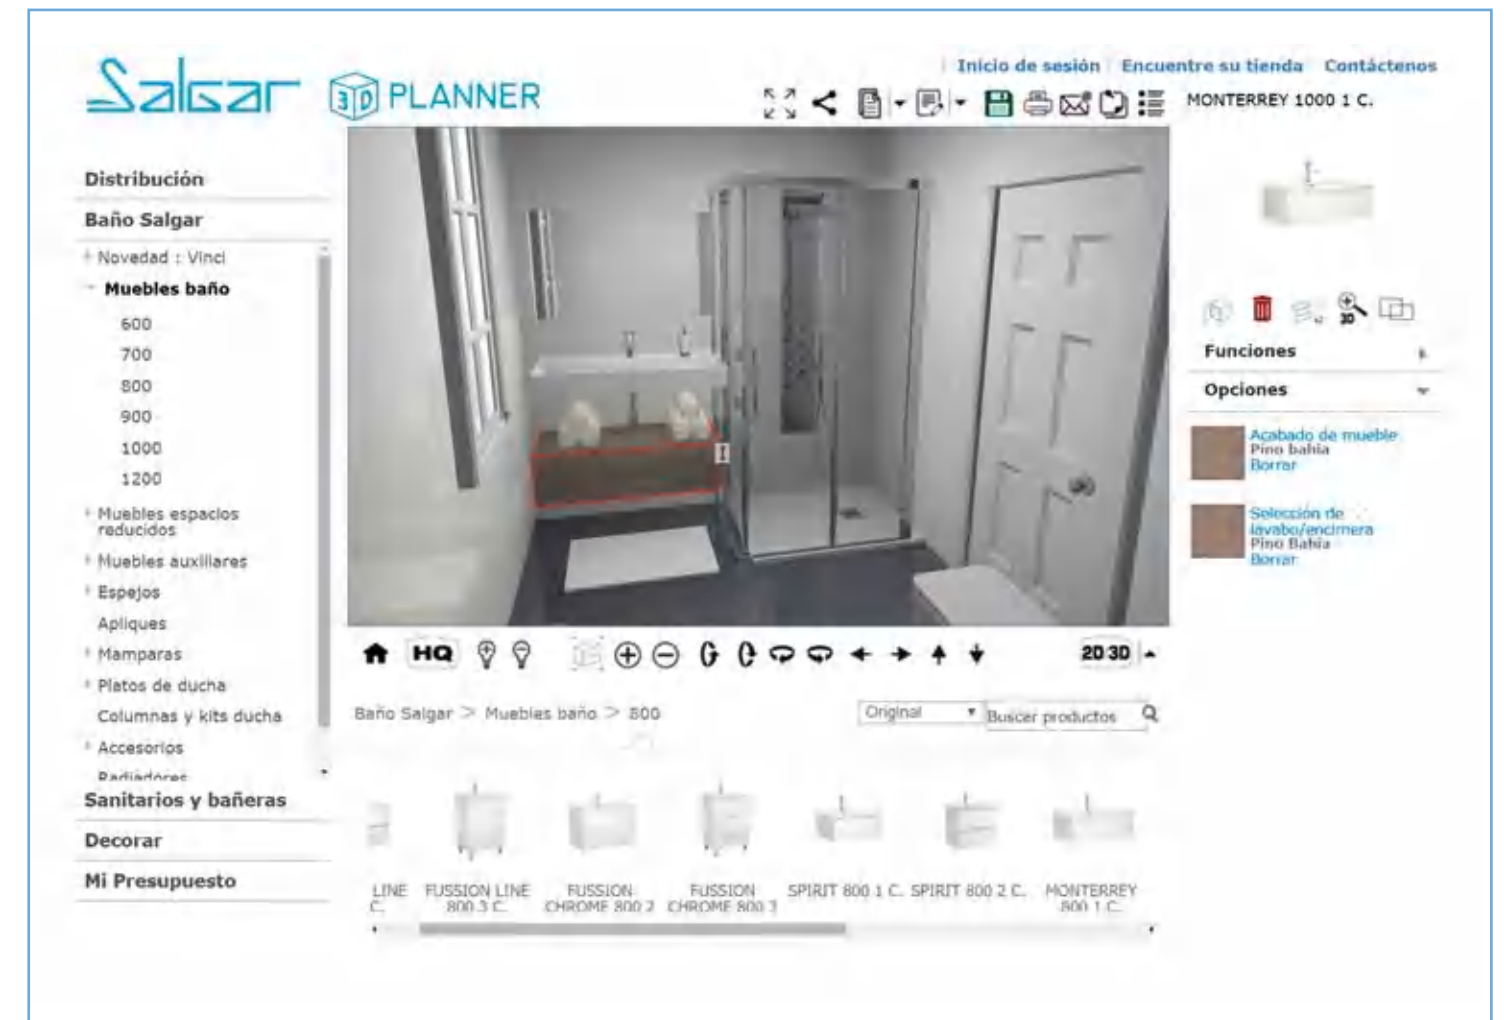 Salgar 3D PLANNER
Inicio de sesión Encuentre su tienda Contáctenos
MONTERREY 1000 1 C.
Distribución
Baño Salgar
Novedad : Vinci
Muebles baño
600
700
800
900
1000
1200
Muebles espacios
reducidos
Muebles auxiliares
Espejos
Apliques
Mamparas
Platos de ducha
Columnas y kits ducha
Accesorios
Radiadores
Sanitarios y bañeras
Decorar
Mi Presupuesto
Funciones
Opciones
Acabado de mueble
Pino bahia
Borrar
Selección de
lavabo/encimera
Pino Bahia
Borrar
HQ
2D 3D
Baño Salgar > Muebles baño > 800
Original
Buscar productos
LINE
C.
FUSSION LINE
800 3 C.
FUSSION
CHROME 800 2
FUSSION
CHROME 800 3
SPIRIT 800 1 C.
SPIRIT 800 2 C.
MONTERREY
800 1 C.